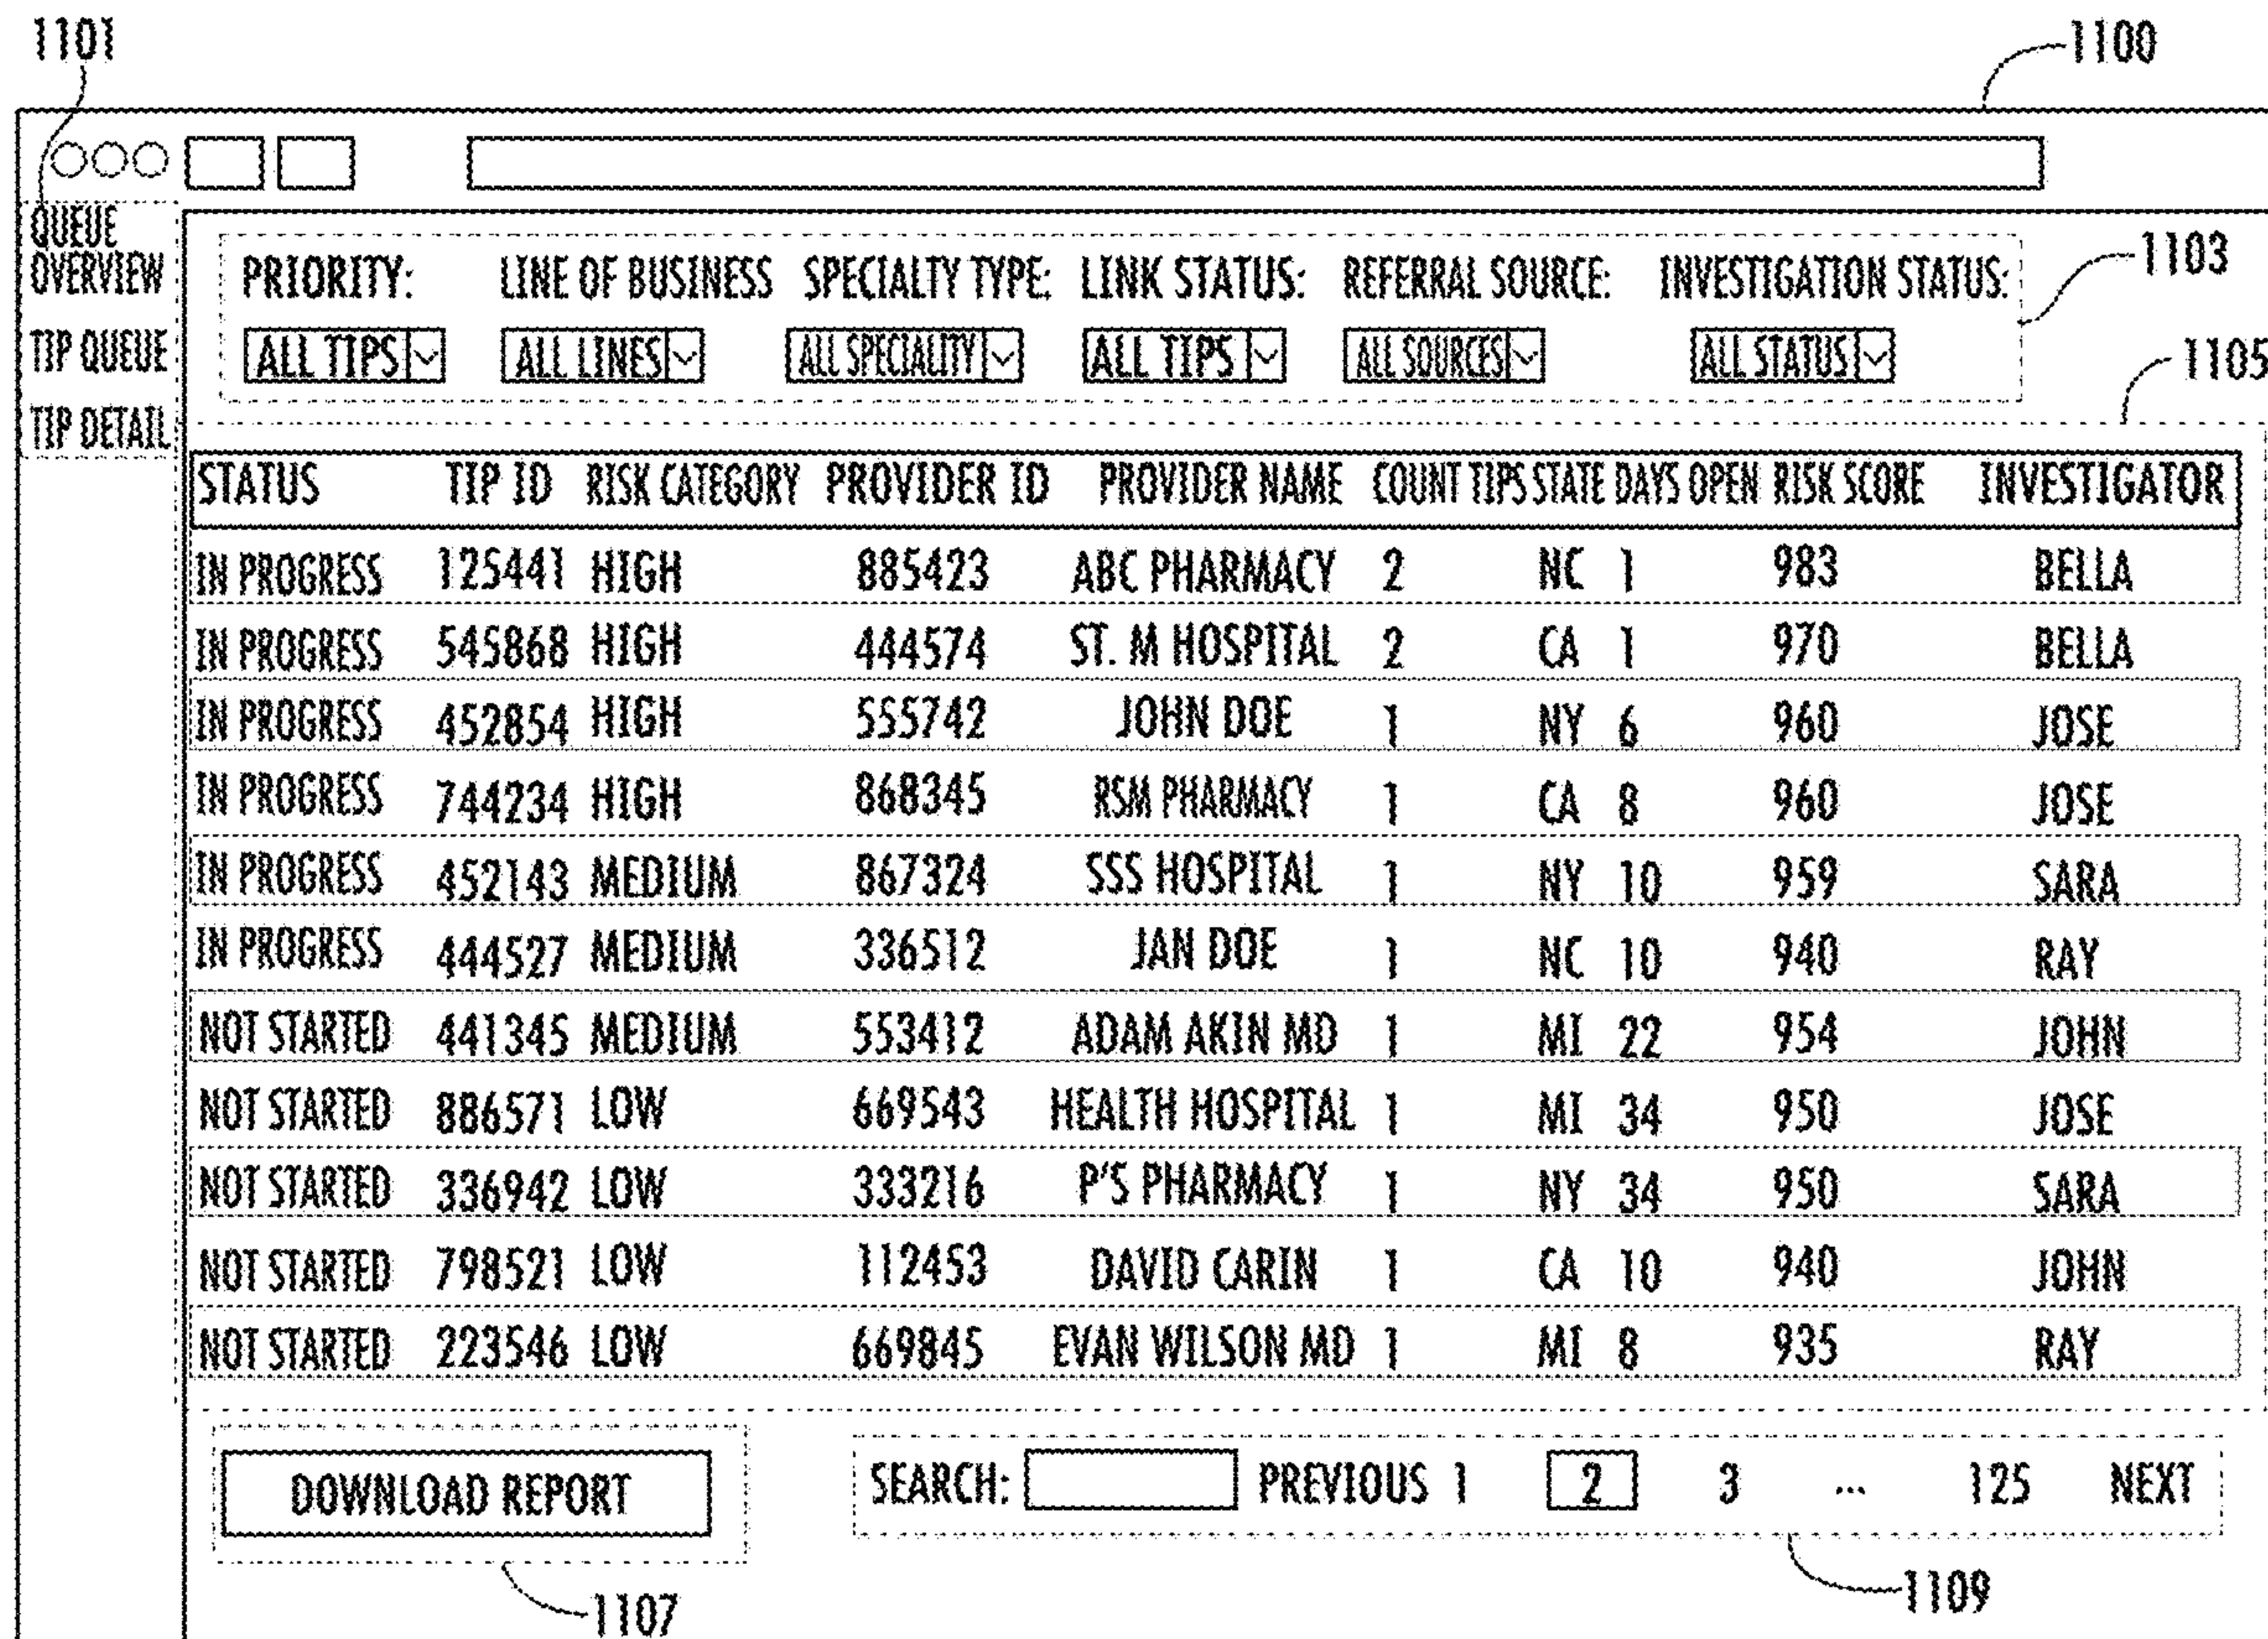 1101
1100
QUEUE
OVERVIEW
TIP QUEUE
TIP DETAIL
PRIORITY: LINE OF BUSINESS SPECIALTY TYPE: LINK STATUS: REFERRAL SOURCE: INVESTIGATION STATUS:
1103
ALL TIPS ALL LINES ALL SPECIALITY ALL TIPS ALL SOURCES ALL STATUS
1105
STATUS TIP ID RISK CATEGORY PROVIDER ID PROVIDER NAME COUNT TIPS STATE DAYS OPEN RISK SCORE INVESTIGATOR
IN PROGRESS 125441 HIGH 885423 ABC PHARMACY 2 NC 1 983 BELLA
IN PROGRESS 545868 HIGH 444574 ST. M HOSPITAL 2 CA 1 970 BELLA
IN PROGRESS 452854 HIGH 555742 JOHN DOE 1 NY 6 960 JOSE
IN PROGRESS 744234 HIGH 868345 RSM PHARMACY 1 CA 8 960 JOSE
IN PROGRESS 452143 MEDIUM 867324 SSS HOSPITAL 1 NY 10 959 SARA
IN PROGRESS 444527 MEDIUM 336512 JAN DOE 1 NC 10 940 RAY
NOT STARTED 441345 MEDIUM 553412 ADAM AKIN MD 1 MI 22 954 JOHN
NOT STARTED 886571 LOW 669543 HEALTH HOSPITAL 1 MI 34 950 JOSE
NOT STARTED 336942 LOW 333216 P'S PHARMACY 1 NY 34 950 SARA
NOT STARTED 798521 LOW 112453 DAVID CARIN 1 CA 10 940 JOHN
NOT STARTED 223546 LOW 669845 EVAN WILSON MD 1 MI 8 935 RAY
DOWNLOAD REPORT
SEARCH: PREVIOUS 1 2 3 ... 125 NEXT
1107
1109